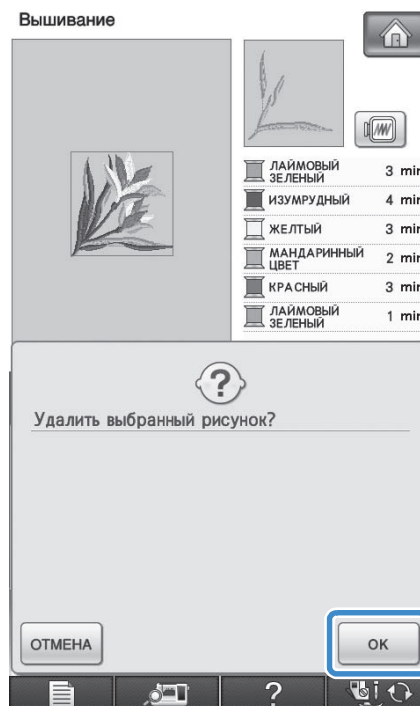 Вышивание
ЛАЙМОВЫЙ
ЗЕЛЕНЫЙ
3 min
ИЗУМРУДНЫЙ
4 min
ЖЕЛТЫЙ
3 min
МАНДАРИННЫЙ
ЦВЕТ
2 min
КРАСНЫЙ
3 min
ЛАЙМОВЫЙ
ЗЕЛЕНЫЙ
1 min
Удалить выбранный рисунок?
ОТМЕНА
ОК
?